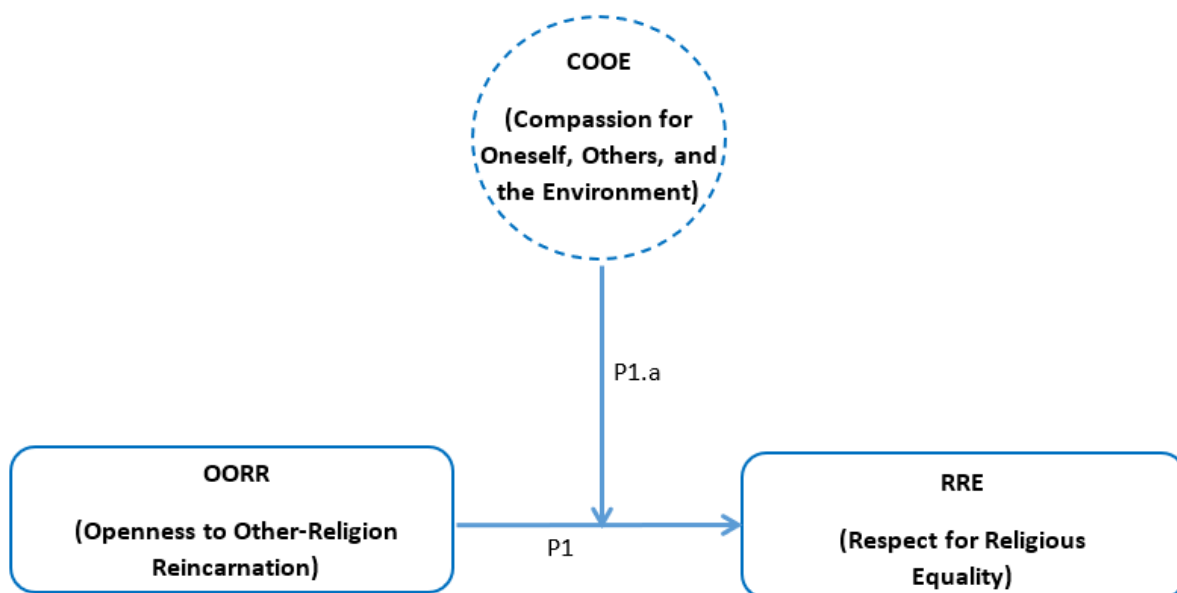 COOE
(Compassion for
Oneself, Others, and
the Environment)
P1.a
OORR
(Openness to Other-Religion
Reincarnation)
P1
RRE
(Respect for Religious
Equality)